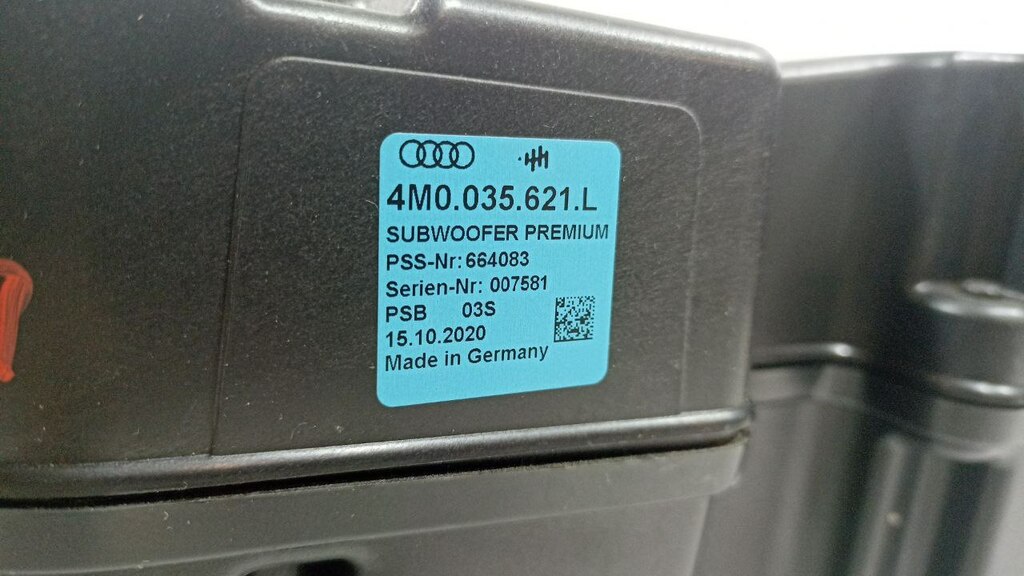 4M0.035.621.L
SUBWOOFER PREMIUM
PSS-Nr: 664083
Serien-Nr: 007581
PSB 03S
15.10.2020
Made in Germany